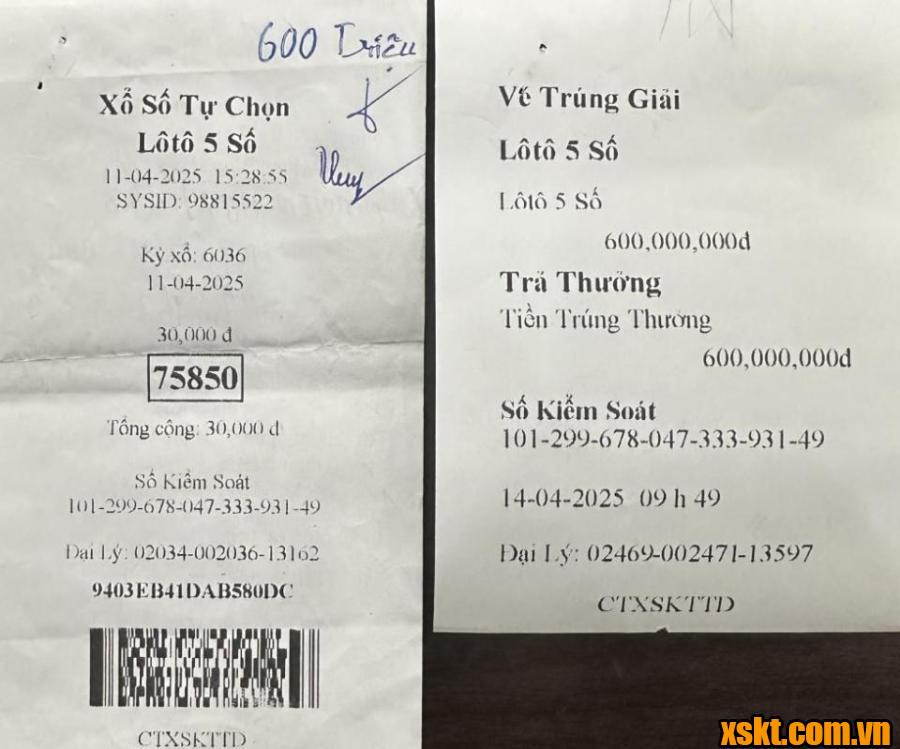 600 Triệu
Xổ Số Tự Chọn
Lôtô 5 Số
11-04-2025 15:28:55
SYSID: 98815522
Kỳ xổ: 6036
11-04-2025
30,000 đ
75850
Tổng cộng: 30,000 đ
Số Kiểm Soát
101-299-678-047-333-931-49
Đại Lý: 02034-002036-13162
9403EB41DAB580DC
CTXSKTTD
Vé Trúng Giải
Lôtô 5 Số
Lôtô 5 Số
600,000,000đ
Trả Thưởng
Tiền Trúng Thưởng
600,000,000đ
Số Kiểm Soát
101-299-678-047-333-931-49
14-04-2025 09 h 49
Đại Lý: 02469-002471-13597
CTXSKTTD
xskt.com.vn